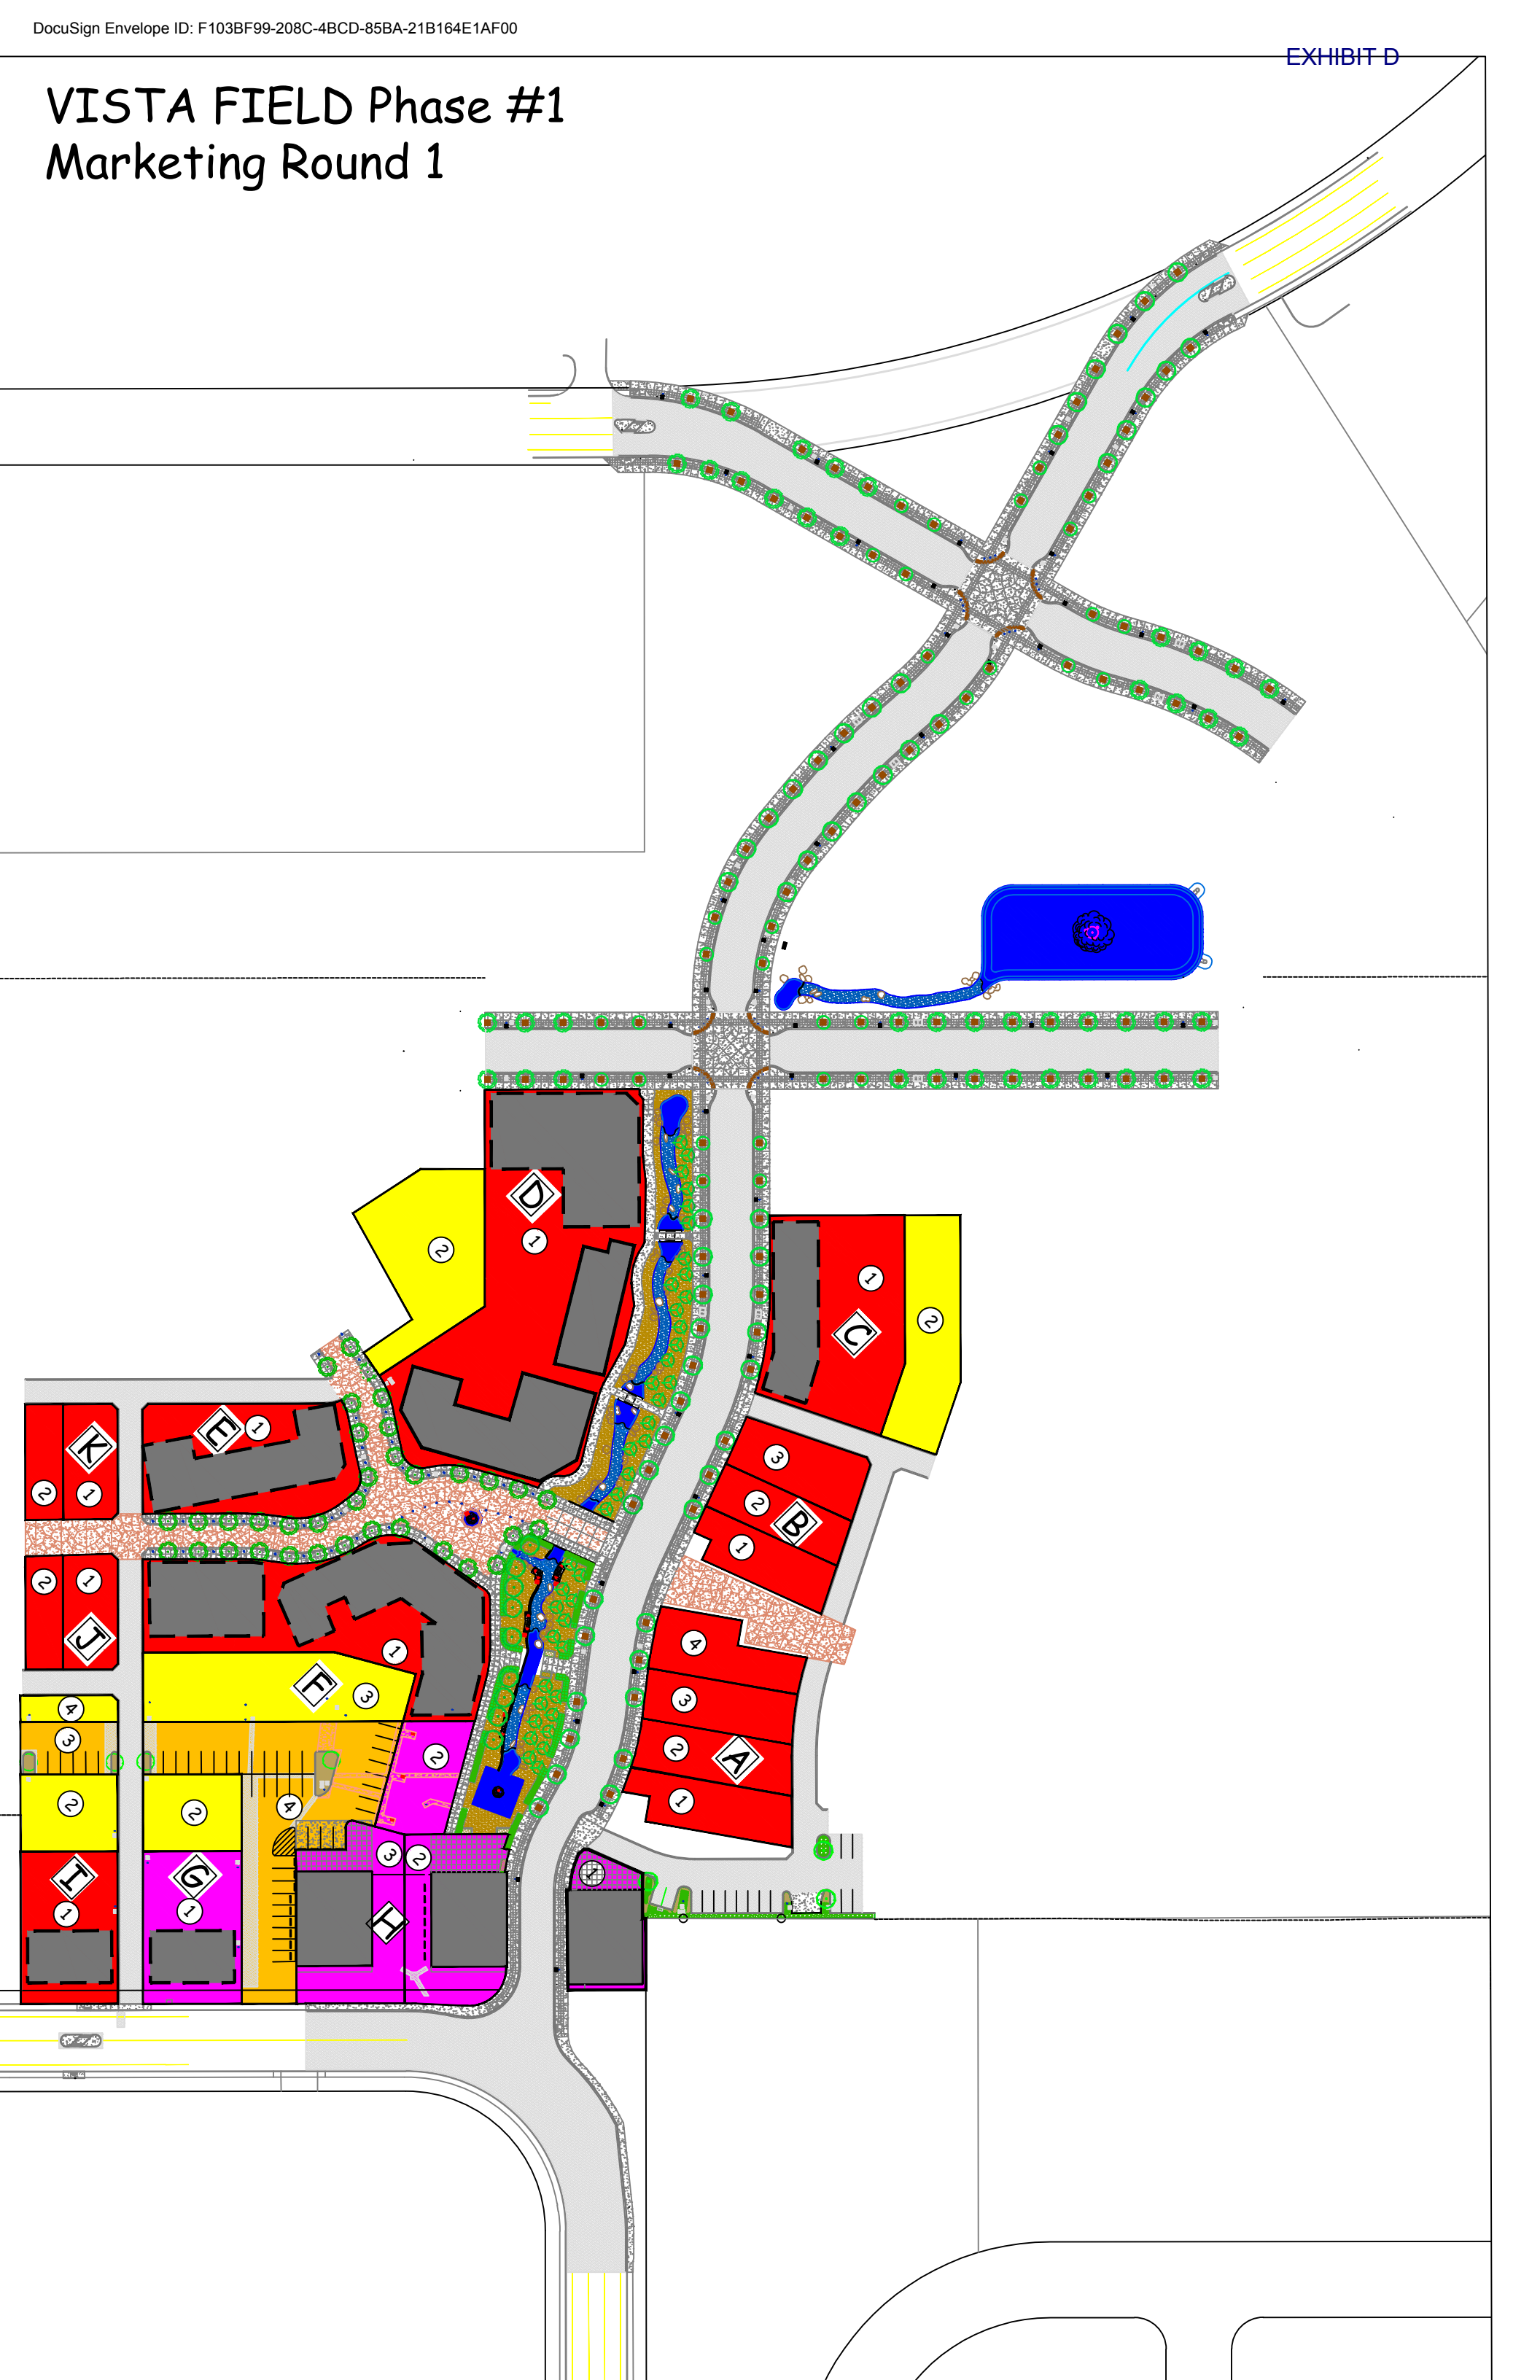 DocuSign Envelope ID: F103BF99-208C-4BCD-85BA-21B164E1AF00
EXHIBIT D
VISTA FIELD Phase #1
Marketing Round 1
D
1
2
1
C
2
E
1
K
2
1
3
2
B
1
2
1
J
1
F
3
4
3
2
A
1
4
3
2
2
2
4
3
2
I
1
G
1
H
1